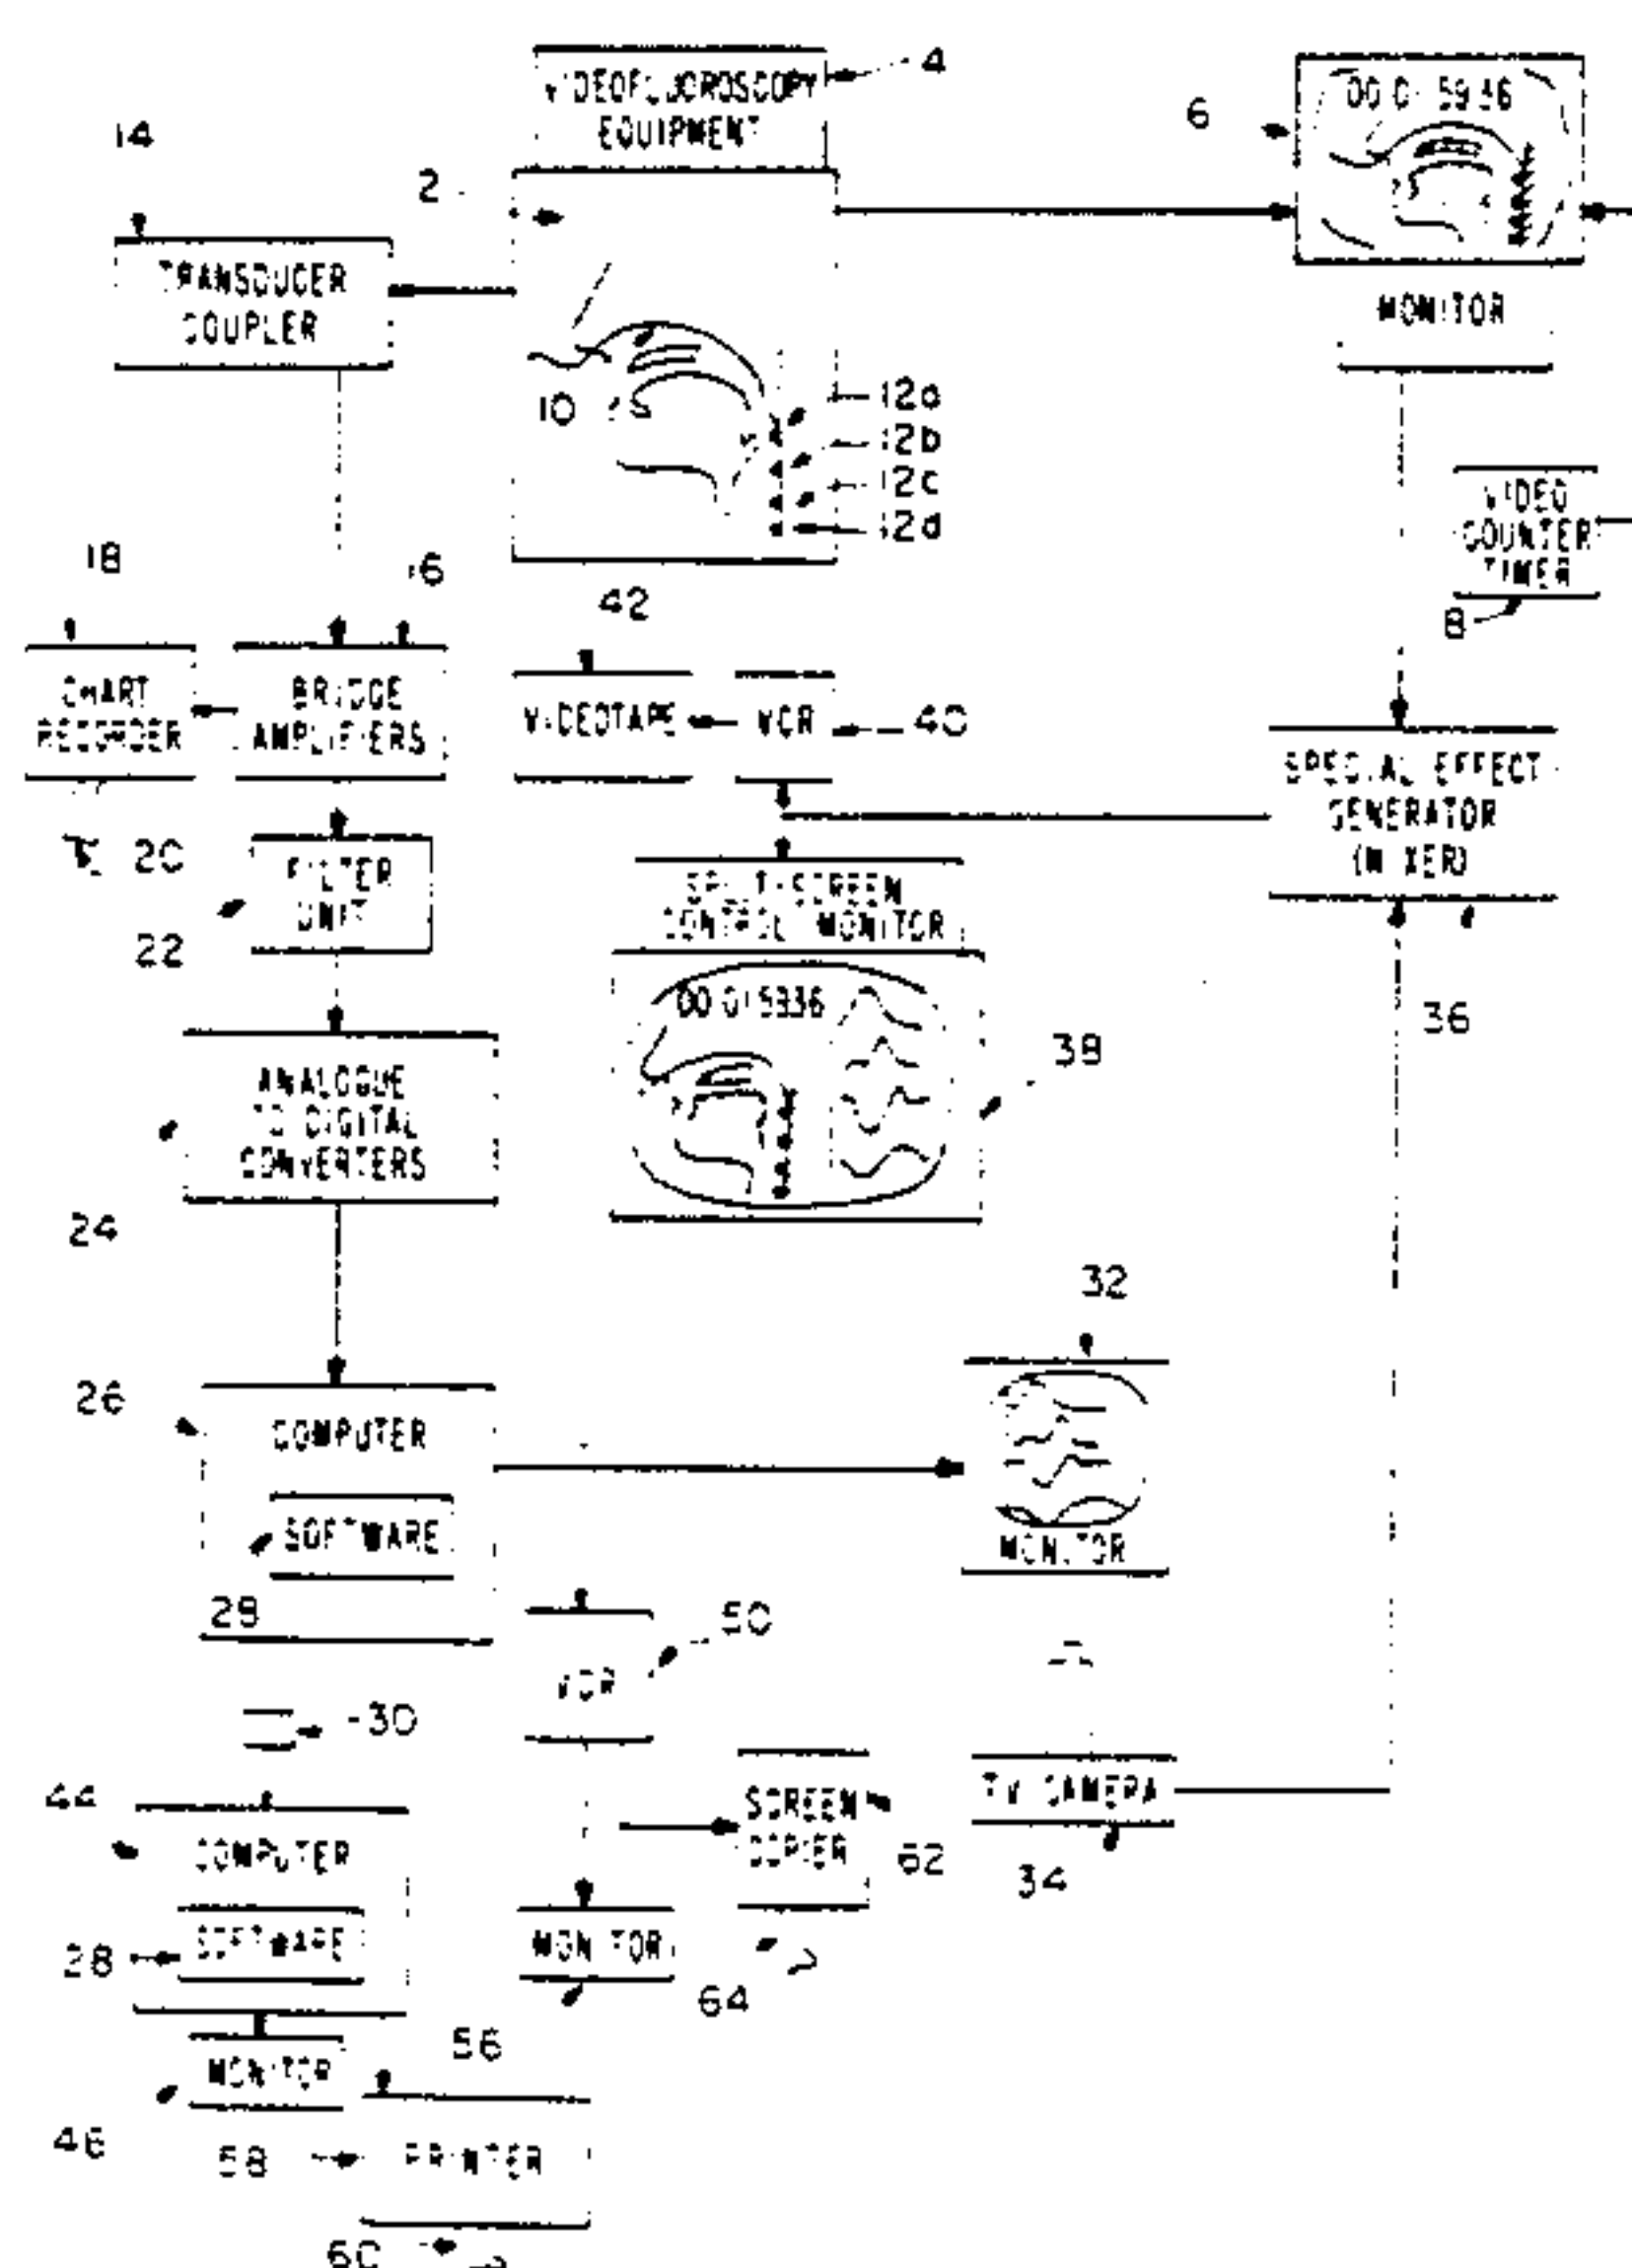 VIDEOFLUOROSCOPY
EQUIPMENT
4
6
14
2
TRANSDUCER
COUPLER
MONITOR
10
12a
12b
12c
12d
VIDEO
COUNTER
TIMER
8
18
16
42
CHART
RECORDER
BRIDGE
AMPLIFIERS
VIDEOTAPE
VCR
40
SPECIAL EFFECT
GENERATOR
(MIXER)
36
20
FILTER
UNIT
22
SPLIT-SCREEN
CONTROL MONITOR
38
ANALOGUE
TO DIGITAL
CONVERTERS
24
32
26
COMPUTER
SOFTWARE
28
MONITOR
50
VCR
30
44
COMPUTER
SOFTWARE
28
SCREEN
COPIER
62
TV CAMERA
34
MONITOR
64
MONITOR
46
56
58
PRINTER
60